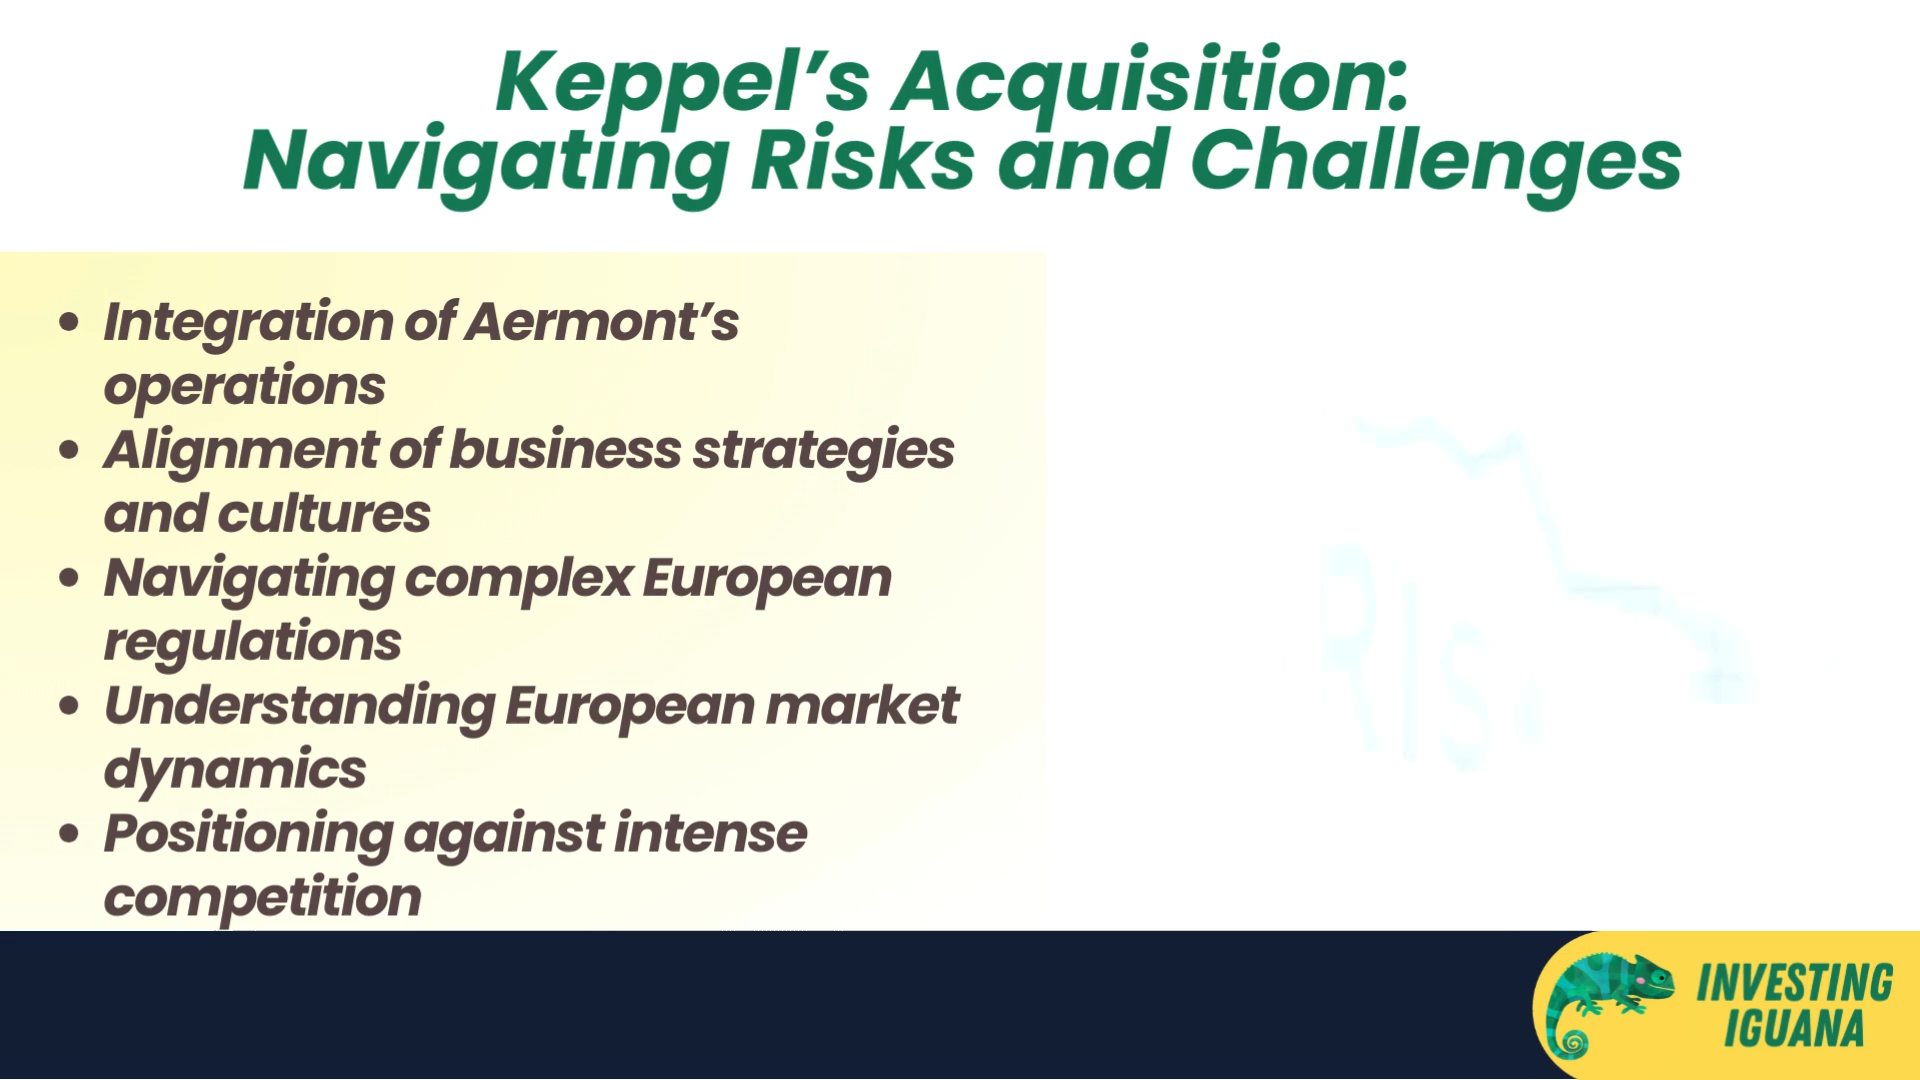 Keppel’s Acquisition:
Navigating Risks and Challenges
• Integration of Aermont’s
operations
• Alignment of business strategies
and cultures
• Navigating complex European
regulations
• Understanding European market
dynamics
• Positioning against intense
competition
Ris
INVESTING
IGUANA